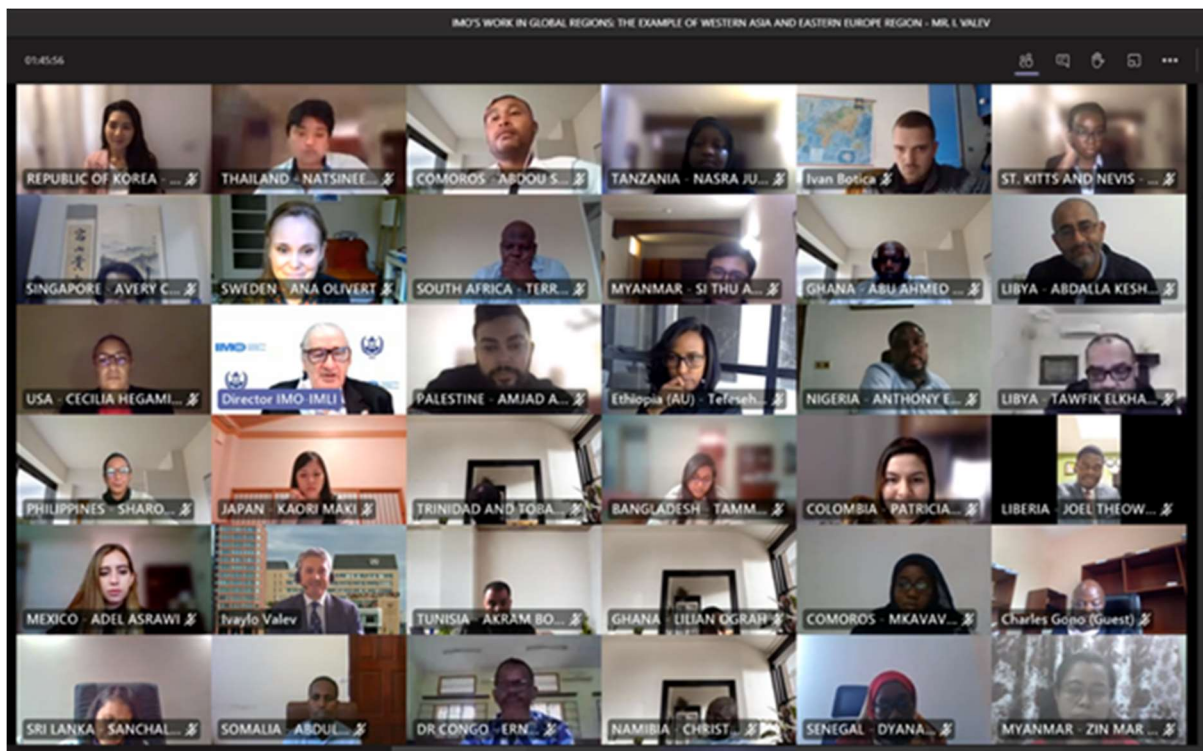 IMO'S WORK IN GLOBAL REGIONS: THE EXAMPLE OF WESTERN ASIA AND EASTERN EUROPE REGION - MR. I. VALEV
01:45:56
REPUBLIC OF KOREA - ...
THAILAND - NATSINEE...
COMOROS - ABDOU S...
TANZANIA - NASRA JU...
Ivan Botica
ST. KITTS AND NEVIS - ...
SINGAPORE - AVERY C...
SWEDEN - ANA OLIVERT
SOUTH AFRICA - TERR...
MYANMAR - SI THU A...
GHANA - ABU AHMED ...
LIBYA - ABDALLA KESH...
USA - CECILIA HEGAMI...
IMO
Director IMO-IMLI
PALESTINE - AMJAD A...
Ethiopia (AU) - Tefeseh...
NIGERIA - ANTHONY E...
LIBYA - TAWFIK ELKHA...
PHILIPPINES - SHARO...
JAPAN - KAORI MAKI
TRINIDAD AND TOBA...
BANGLADESH - TAMM...
COLOMBIA - PATRICIA...
LIBERIA - JOEL THEOW...
MEXICO - ADEL ASRAWI
Ivaylo Valev
TUNISIA - AKRAM BO...
GHANA - LILIAN OGRAH
COMOROS - MKAVAV...
Charles Gono (Guest)
SRI LANKA - SANCHAL...
SOMALIA - ABDUL...
DR CONGO - ERN...
NAMIBIA - CHRIST...
SENEGAL - DYANA...
MYANMAR - ZIN MAR ...